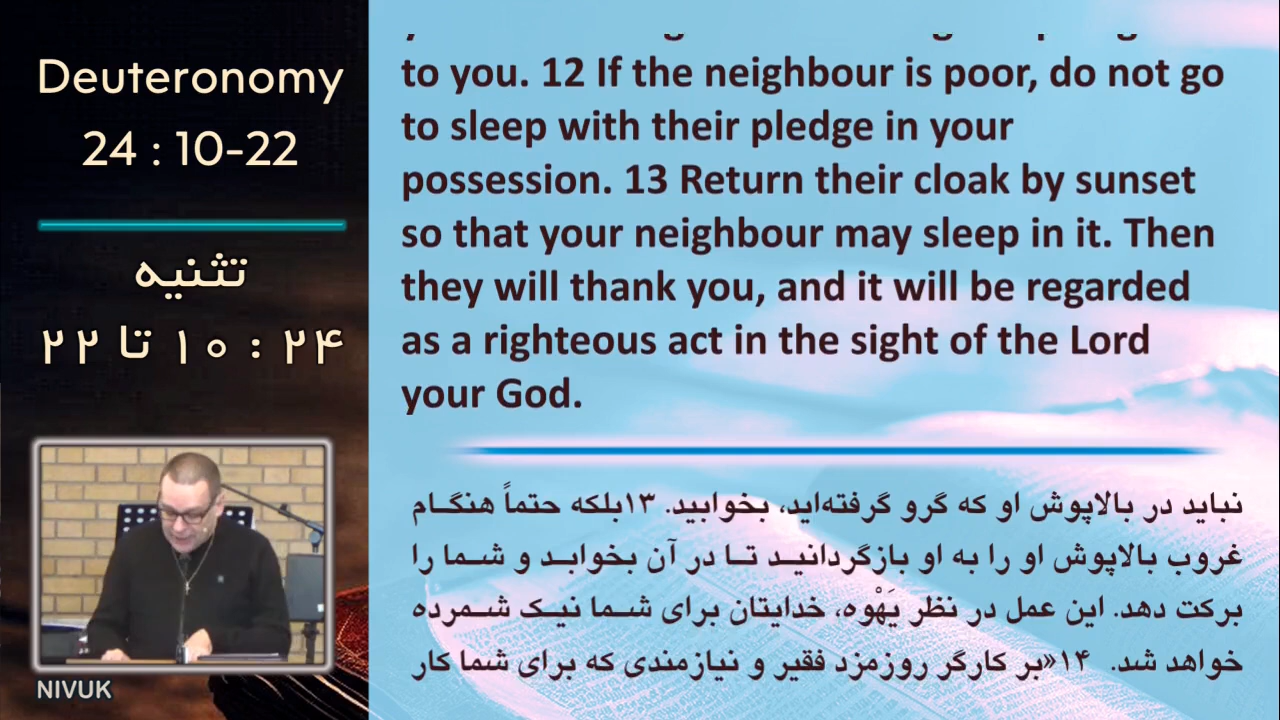 Deuteronomy
24 : 10-22
تثنیه
۲۴ : ۱۰ تا ۲۲
NIVUK
to you. 12 If the neighbour is poor, do not go
to sleep with their pledge in your
possession. 13 Return their cloak by sunset
so that your neighbour may sleep in it. Then
they will thank you, and it will be regarded
as a righteous act in the sight of the Lord
your God.
نباید در بالاپوش او که گرو گرفته‌اید، بخوابید. ۱۳بلکه حتماً هنگام
غروب بالاپوش او را به او بازگردانید تا در آن بخوابد و شما را
برکت دهد. این عمل در نظر یَهْوِه، خدایتان برای شما نیک شمرده
خواهد شد. ۱۴«بر کارگر روزمزد فقیر و نیازمندی که برای شما کار